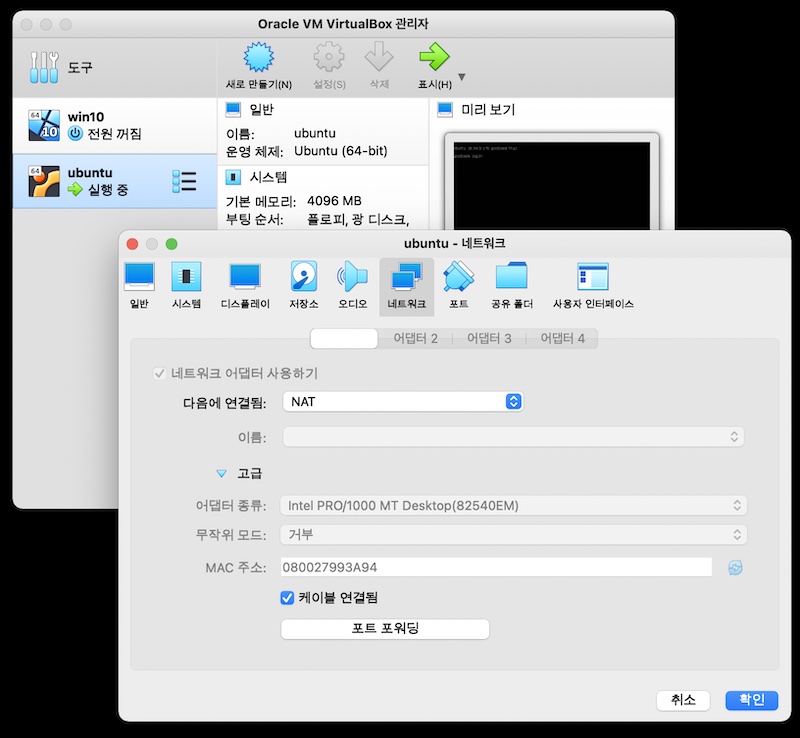 Oracle VM VirtualBox 관리자
도구
새로 만들기(N)
설정(S)
삭제
표시(H)
64
10
win10
전원 꺼짐
64
ubuntu
실행 중
일반
이름: ubuntu
운영 체제: Ubuntu (64-bit)
시스템
기본 메모리: 4096 MB
부팅 순서: 플로피, 광 디스크,
미리 보기
ubuntu - 네트워크
일반
시스템
디스플레이
저장소
오디오
네트워크
포트
공유 폴더
사용자 인터페이스
어댑터 2
어댑터 3
어댑터 4
네트워크 어댑터 사용하기
다음에 연결됨: NAT
이름:
고급
어댑터 종류: Intel PRO/1000 MT Desktop(82540EM)
무작위 모드: 거부
MAC 주소: 080027993A94
케이블 연결됨
포트 포워딩
취소
확인